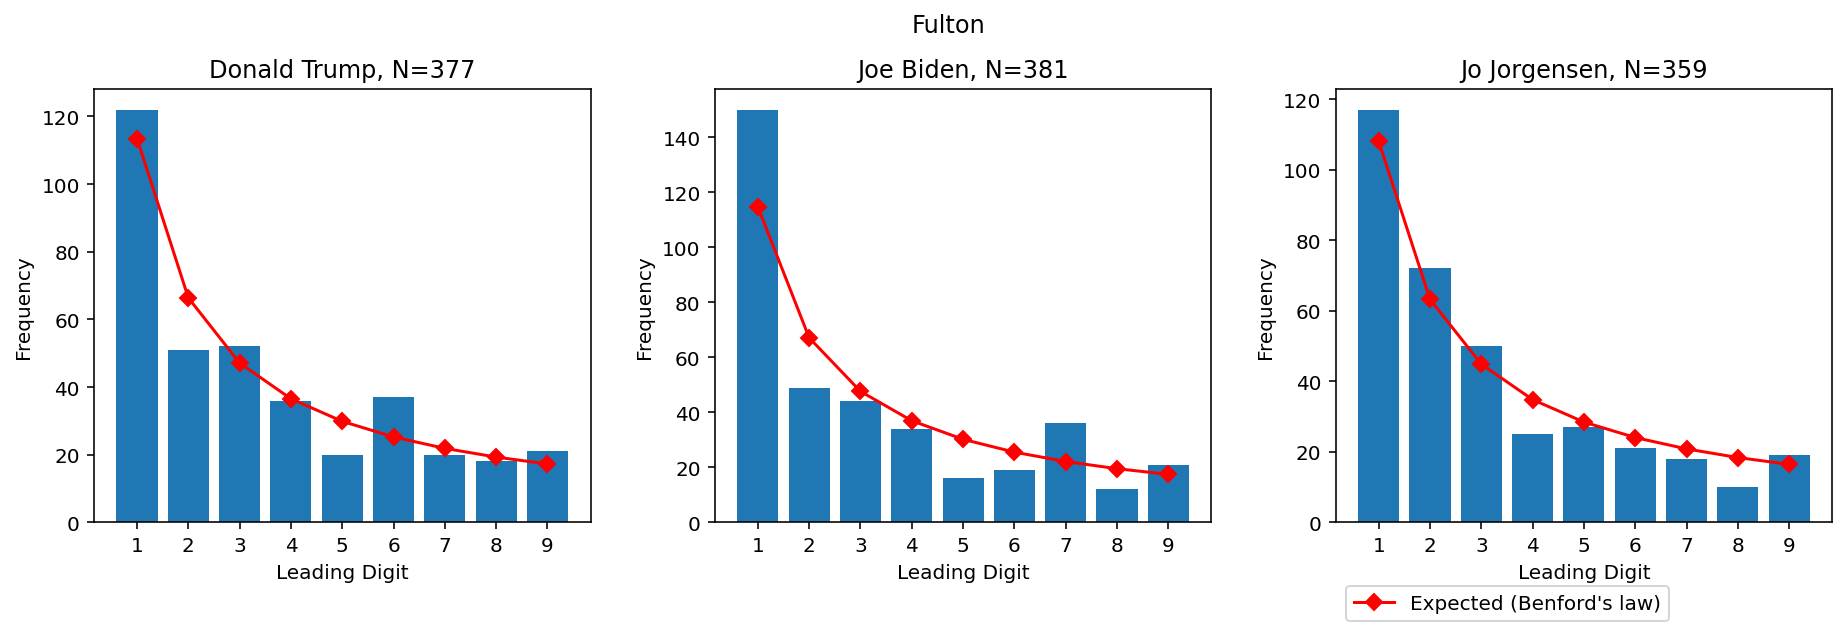 Fulton
Donald Trump, N=377
Frequency
120
100
80
60
40
20
0
1 2 3 4 5 6 7 8 9
Leading Digit
Joe Biden, N=381
Frequency
140
120
100
80
60
40
20
0
1 2 3 4 5 6 7 8 9
Leading Digit
Jo Jorgensen, N=359
Frequency
120
100
80
60
40
20
0
1 2 3 4 5 6 7 8 9
Leading Digit
Expected (Benford's law)